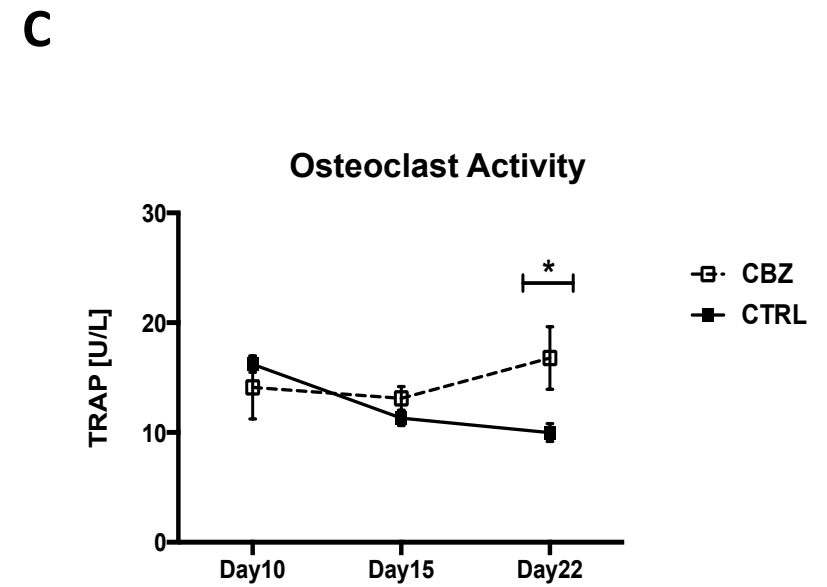 C
Osteoclast Activity
30
20
10
0
TRAP [U/L]
*
CBZ
CTRL
Day10 Day15 Day22